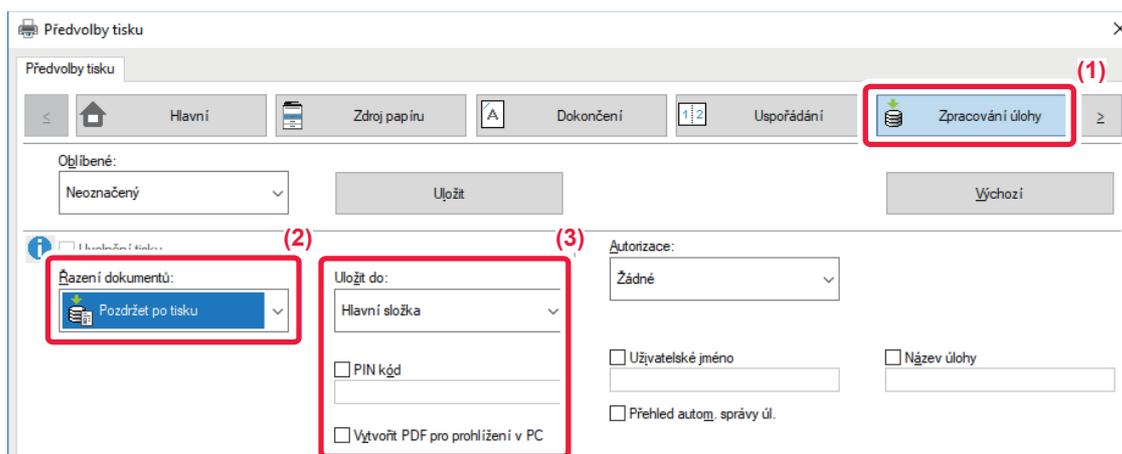 Předvolby tisku
Předvolby tisku
(1)
< Hlavní Zdroj papíru Dokončení Uspořádání Zpracování úlohy >
Oblíbené:
Neoznačený Uložit Výchozí
Uvolnění tisku (2) (3) Autorizace:
Řazení dokumentů: Uložit do: Žádné
Pozdržet po tisku Hlavní složka
PIN kód Uživatelské jméno Název úlohy
Přehled autom. správy úl.
Vytvořit PDF pro prohlížení v PC